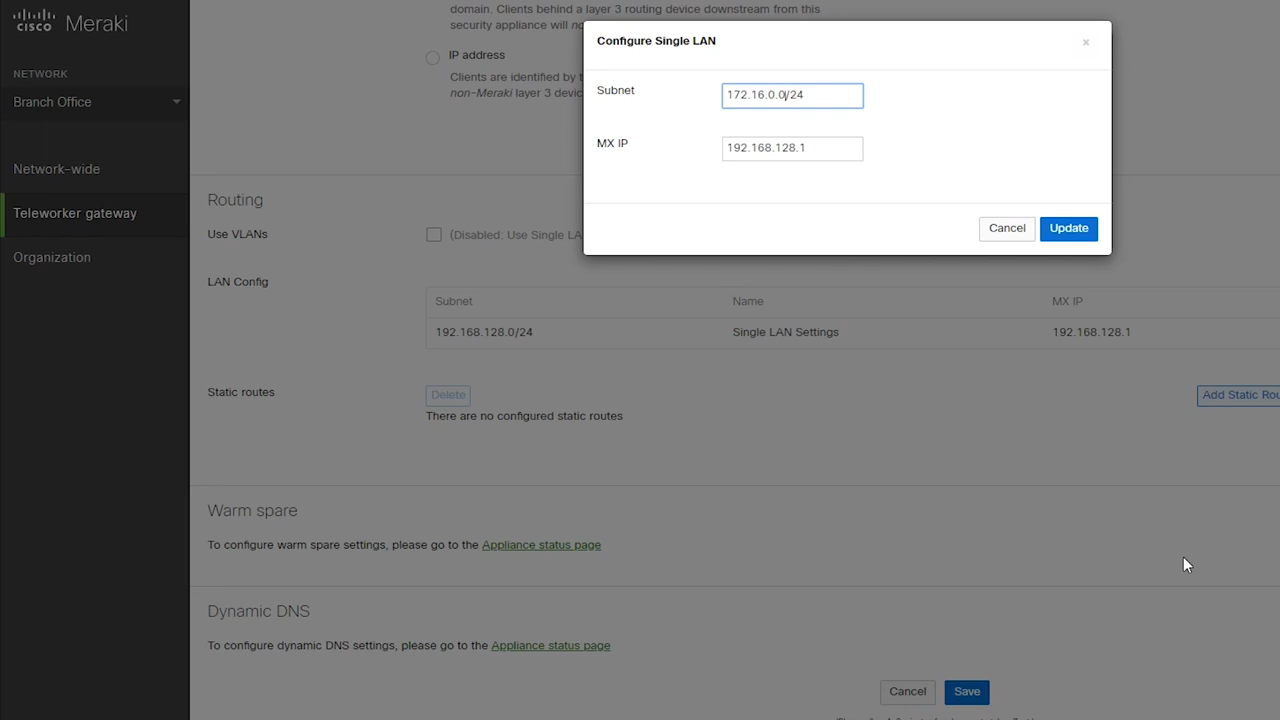 cisco Meraki
NETWORK
Branch Office
Network-wide
Teleworker gateway
Organization
domain. Clients behind a layer 3 routing device downstream from this
security appliance will no
IP address
Clients are identified by t
non-Meraki layer 3 devic
Configure Single LAN
×
Subnet
172.16.0.0/24
MX IP
192.168.128.1
Cancel
Update
Routing
Use VLANs
(Disabled: Use Single LA
LAN Config
Subnet
Name
MX IP
192.168.128.0/24
Single LAN Settings
192.168.128.1
Static routes
Delete
Add Static Rou
There are no configured static routes
Warm spare
To configure warm spare settings, please go to the Appliance status page
Dynamic DNS
To configure dynamic DNS settings, please go to the Appliance status page
Cancel
Save